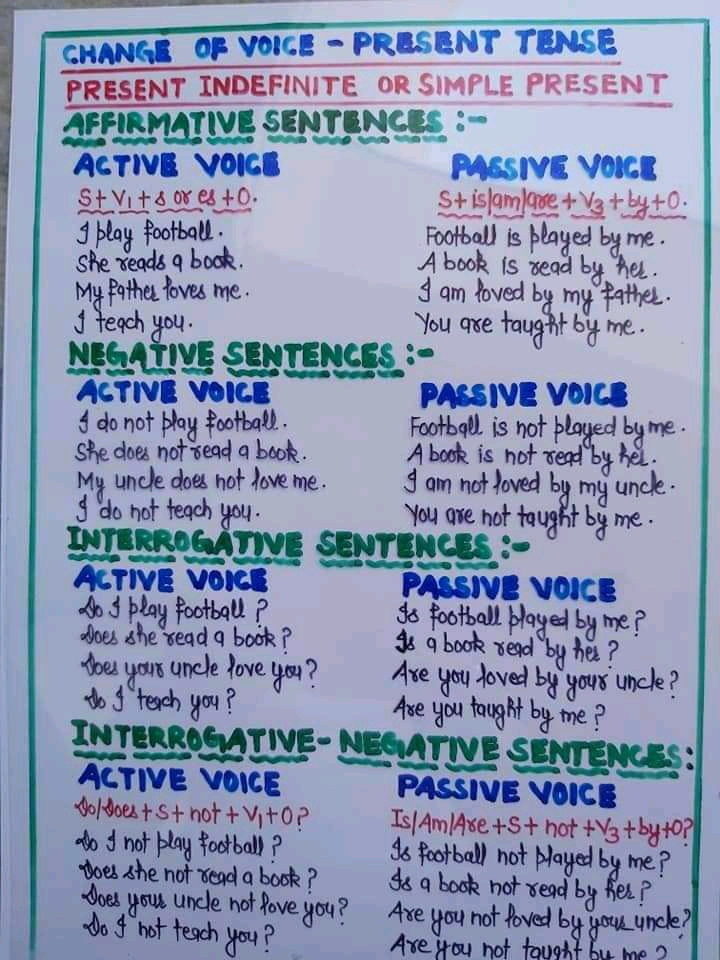 CHANGE OF VOICE - PRESENT TENSE
PRESENT INDEFINITE OR SIMPLE PRESENT
AFFIRMATIVE SENTENCES :-
ACTIVE VOICE PASSIVE VOICE
S+V1+s or es+O. S+is/am/are+V3+by+O.
I play football. Football is played by me.
She reads a book. A book is read by her.
My father loves me. I am loved by my father.
I teach you. You are taught by me.
NEGATIVE SENTENCES :-
ACTIVE VOICE PASSIVE VOICE
I do not play football. Football is not played by me.
She does not read a book. A book is not read by her.
My uncle does not love me. I am not loved by my uncle.
I do not teach you. You are not taught by me.
INTERROGATIVE SENTENCES :-
ACTIVE VOICE PASSIVE VOICE
Do I play football ? Is football played by me ?
Does she read a book ? Is a book read by her ?
Does your uncle love you? Are you loved by your uncle?
Do I teach you ? Are you taught by me ?
INTERROGATIVE-NEGATIVE SENTENCES:
ACTIVE VOICE PASSIVE VOICE
Do/Does+S+not+V1+O? Is/Am/Are+S+not+V3+by+O?
Do I not play football ? Is football not played by me?
Does she not read a book ? Is a book not read by her?
Does your uncle not love you? Are you not loved by your uncle?
Do I not teach you ? Are you not taught by me ?